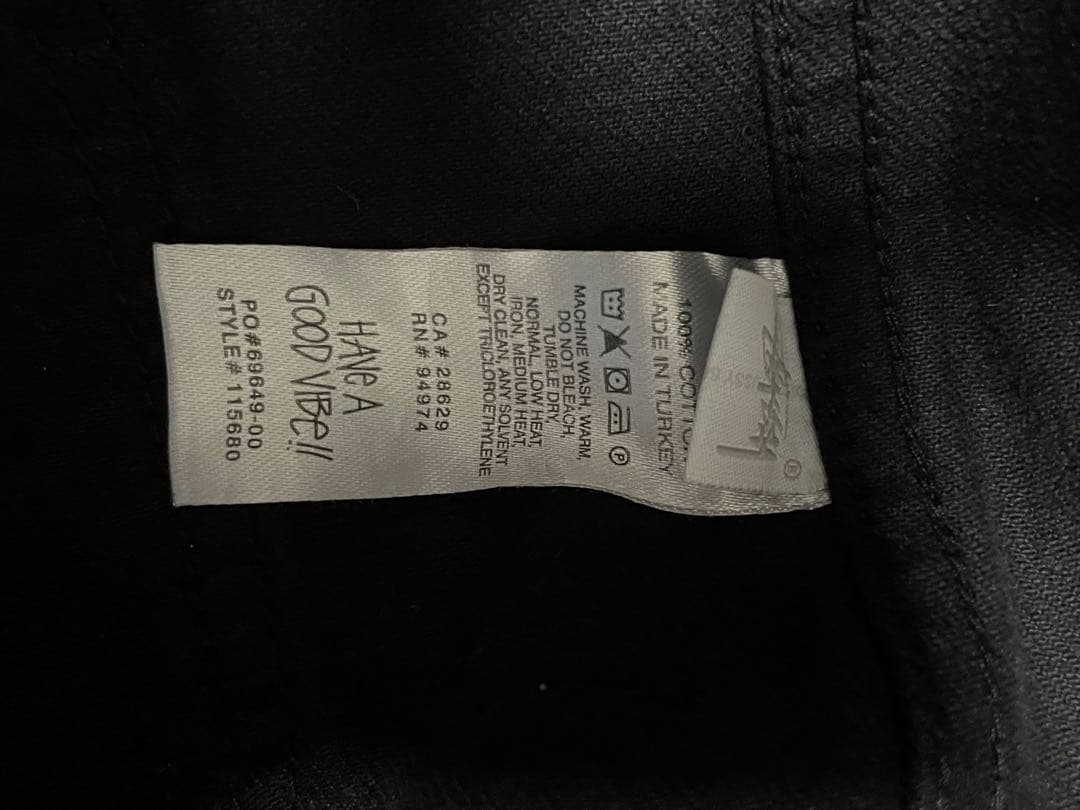 100% COTTON
MADE IN TURKEY
MACHINE WASH, WARM,
DO NOT BLEACH,
TUMBLE DRY,
NORMAL, LOW HEAT,
IRON, MEDIUM HEAT,
DRY CLEAN, ANY SOLVENT
EXCEPT TRICLOROETHYLENE
CA# 28629
RN# 94974
HAVE A
GOOD VIBE!!
PO#69649-00
STYLE# 115680